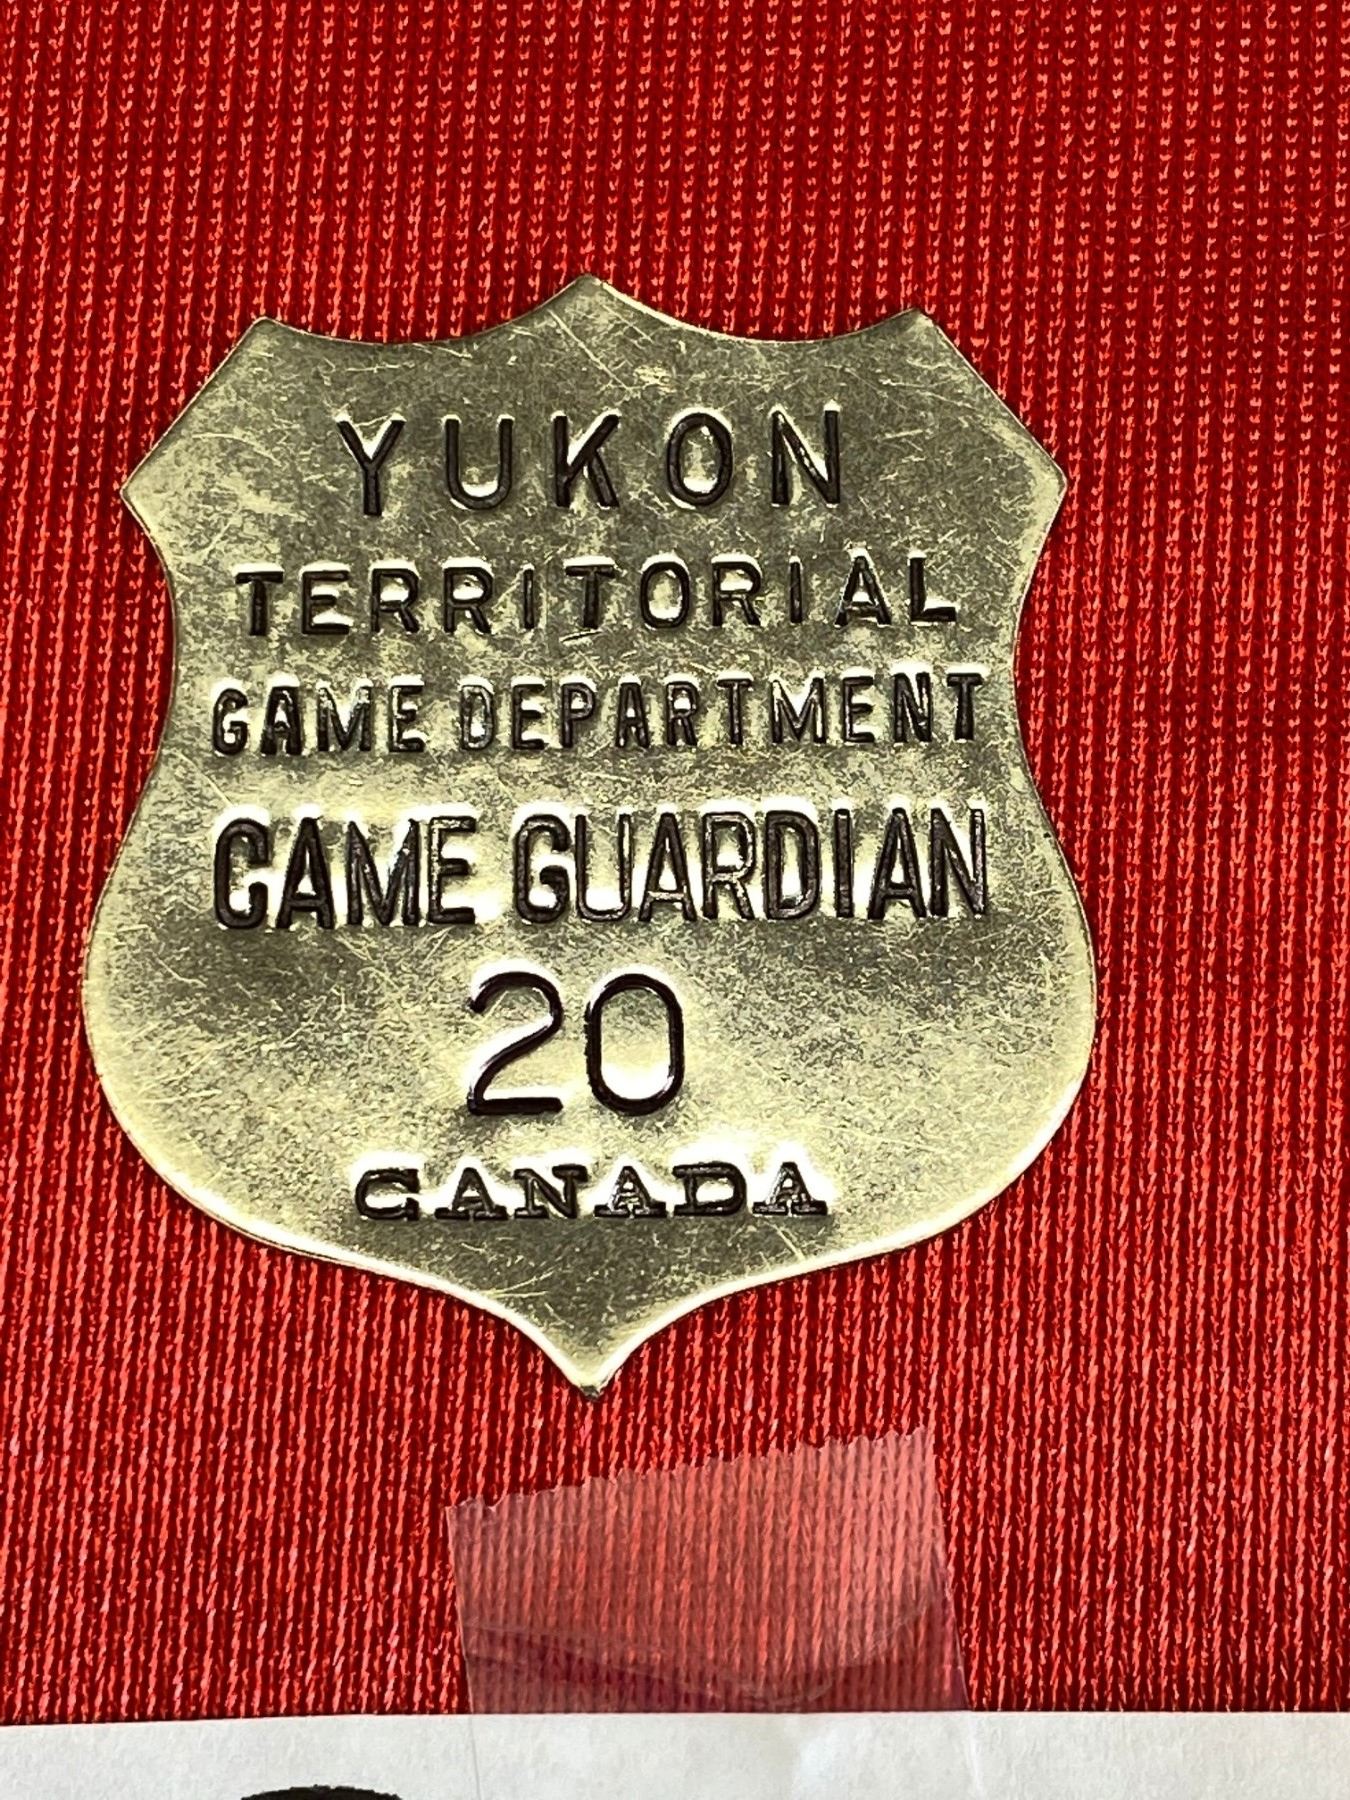 YUKON
TERRITORIAL
GAME DEPARTMENT
GAME GUARDIAN
20
CANADA